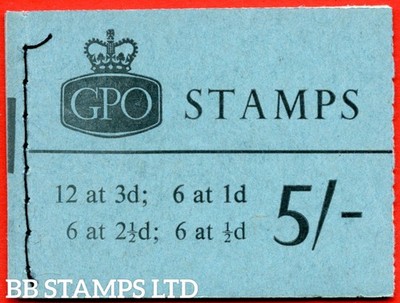 GPO STAMPS
12 at 3d; 6 at 1d
6 at 2½d; 6 at ½d
5/-
BB STAMPS LTD